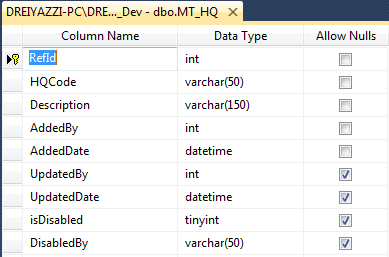 DREIYAZZI-PC\DRE..._Dev - dbo.MT_HQ
Column Name Data Type Allow Nulls
RefId int
HQCode varchar(50)
Description varchar(150)
AddedBy int
AddedDate datetime
UpdatedBy int
UpdatedDate datetime
isDisabled tinyint
DisabledBy varchar(50)